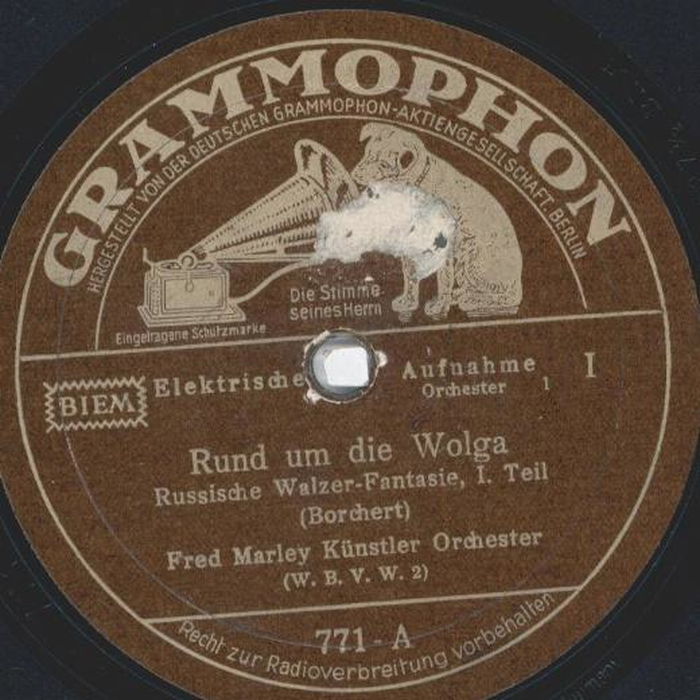 GRAMMOPHON
HERGESTELLT VON DER DEUTSCHEN GRAMMOPHON-AKTIENGESELLSCHAFT. BERLIN
Die Stimme
seines Herrn
Eingetragene Schutzmarke
BIEM
Elektrische Aufnahme I
Orchester 1
Rund um die Wolga
Russische Walzer-Fantasie, I. Teil
(Borchert)
Fred Marley Künstler Orchester
(W. B. V. W. 2)
771 - A
Recht zur Radioverbreitung vorbehalten